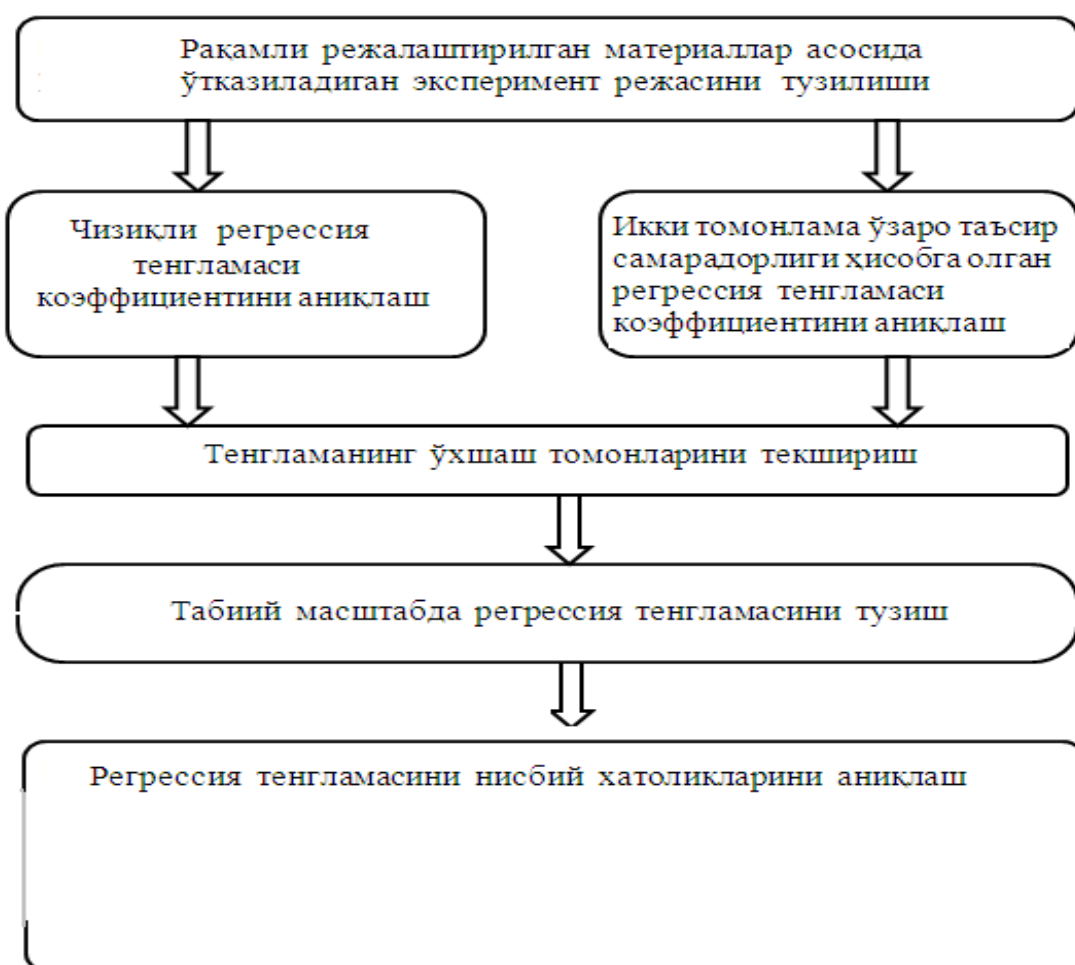 Рақамли режалаштирилган материаллар асосида
ўтказиладиган эксперимент режасини тузилиши
Чизиқли регрессия
тенгламаси
коэффициентини аниқлаш
Икки томонлама ўзаро таъсир
самарадорлиги ҳисобга олган
регрессия тенгламаси
коэффициентини аниқлаш
Тенгламанинг ўхшаш томонларини текшириш
Табиий масштабда регрессия тенгламасини тузиш
Регрессия тенгламасини нисбий хатоликларини аниқлаш